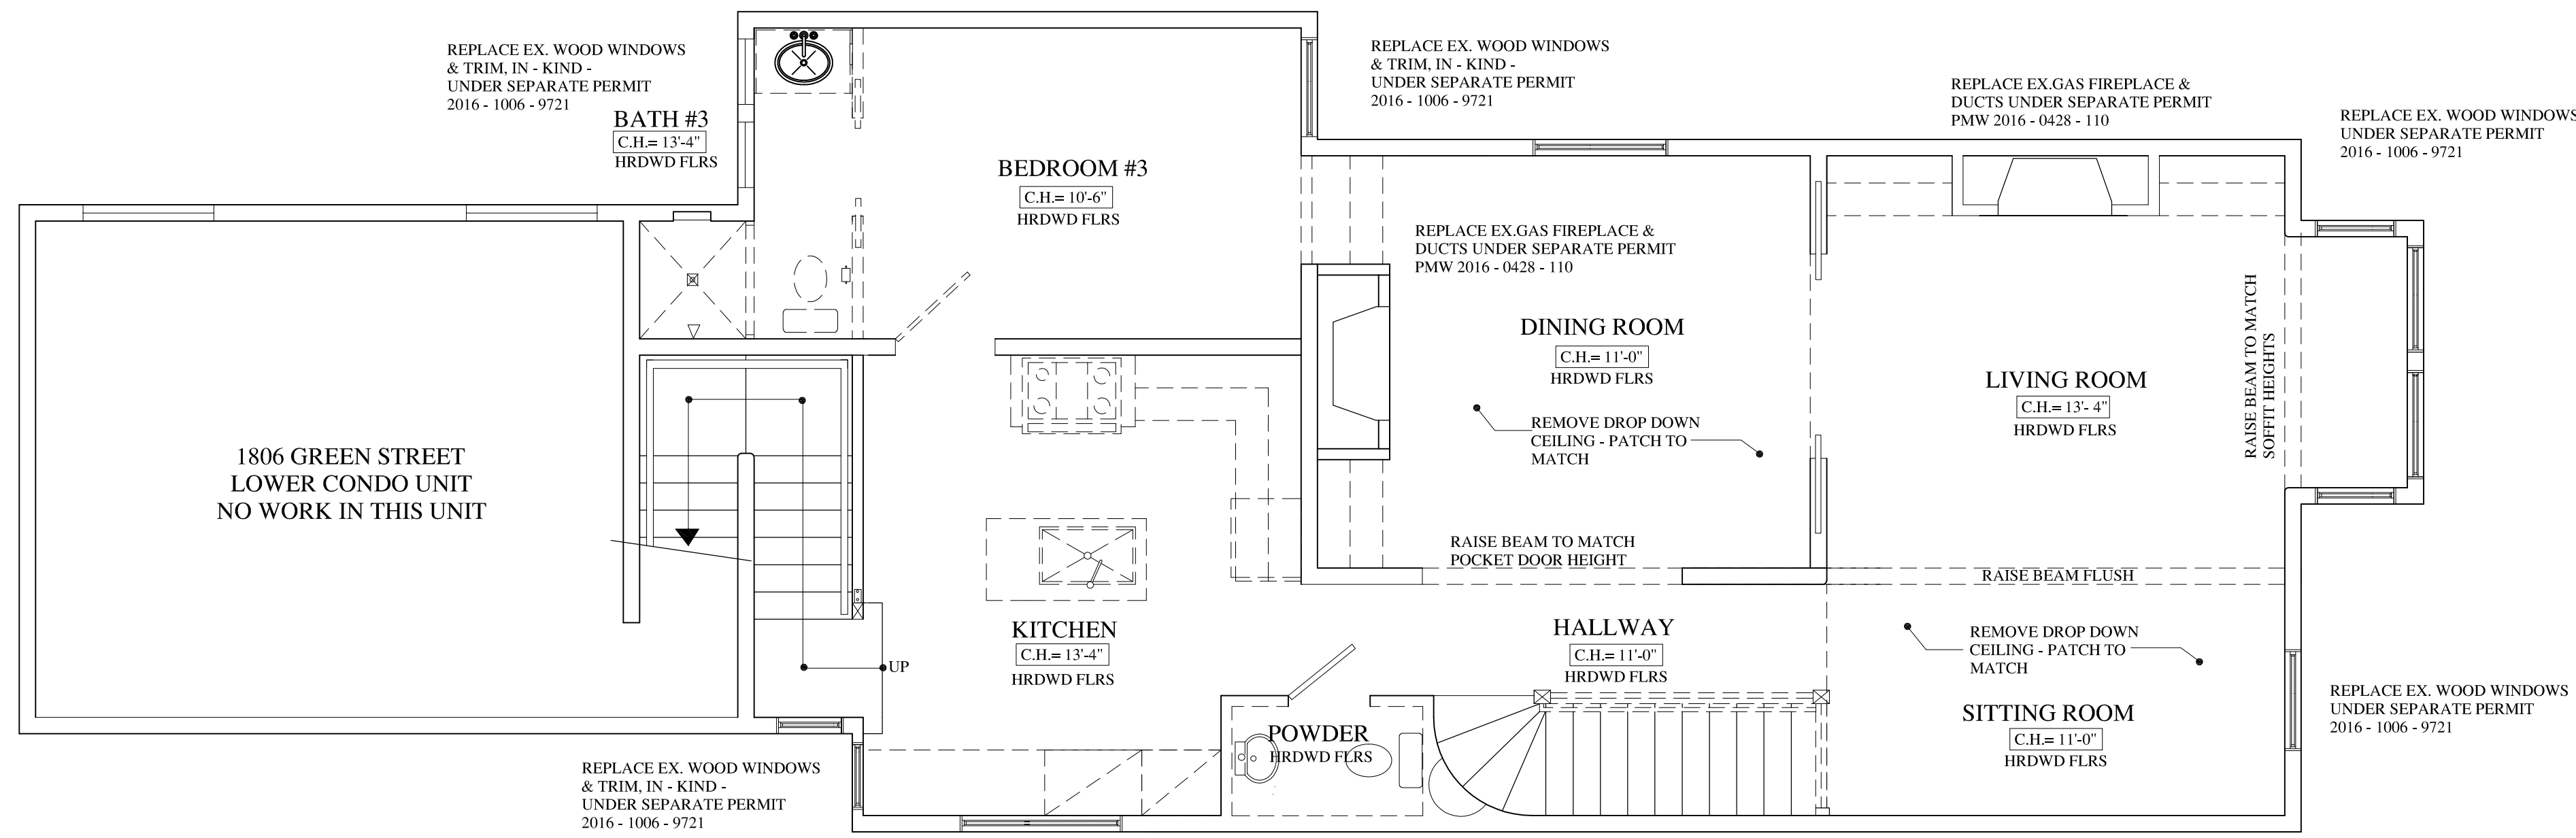 REPLACE EX. WOOD WINDOWS
& TRIM, IN - KIND -
UNDER SEPARATE PERMIT
2016 - 1006 - 9721
BATH #3
C.H.= 13'-4"
HRDWD FLRS
BEDROOM #3
C.H.= 10'-6"
HRDWD FLRS
REPLACE EX. WOOD WINDOWS
& TRIM, IN - KIND -
UNDER SEPARATE PERMIT
2016 - 1006 - 9721
REPLACE EX.GAS FIREPLACE &
DUCTS UNDER SEPARATE PERMIT
PMW 2016 - 0428 - 110
REPLACE EX. WOOD WINDOWS
UNDER SEPARATE PERMIT
2016 - 1006 - 9721
REPLACE EX.GAS FIREPLACE &
DUCTS UNDER SEPARATE PERMIT
PMW 2016 - 0428 - 110
DINING ROOM
C.H.= 11'-0"
HRDWD FLRS
REMOVE DROP DOWN
CEILING - PATCH TO
MATCH
LIVING ROOM
C.H.= 13'- 4"
HRDWD FLRS
RAISE BEAM TO MATCH
SOFFIT HEIGHTS
1806 GREEN STREET
LOWER CONDO UNIT
NO WORK IN THIS UNIT
RAISE BEAM TO MATCH
POCKET DOOR HEIGHT
RAISE BEAM FLUSH
KITCHEN
C.H.= 13'-4"
HRDWD FLRS
UP
HALLWAY
C.H.= 11'-0"
HRDWD FLRS
REMOVE DROP DOWN
CEILING - PATCH TO
MATCH
SITTING ROOM
C.H.= 11'-0"
HRDWD FLRS
POWDER
HRDWD FLRS
REPLACE EX. WOOD WINDOWS
UNDER SEPARATE PERMIT
2016 - 1006 - 9721
REPLACE EX. WOOD WINDOWS
& TRIM, IN - KIND -
UNDER SEPARATE PERMIT
2016 - 1006 - 9721